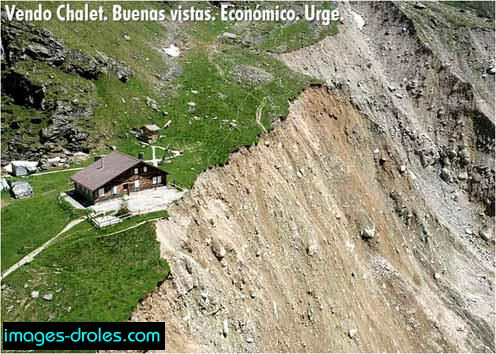 Vendo Chalet. Buenas vistas. Económico. Urge.
images-droles.com